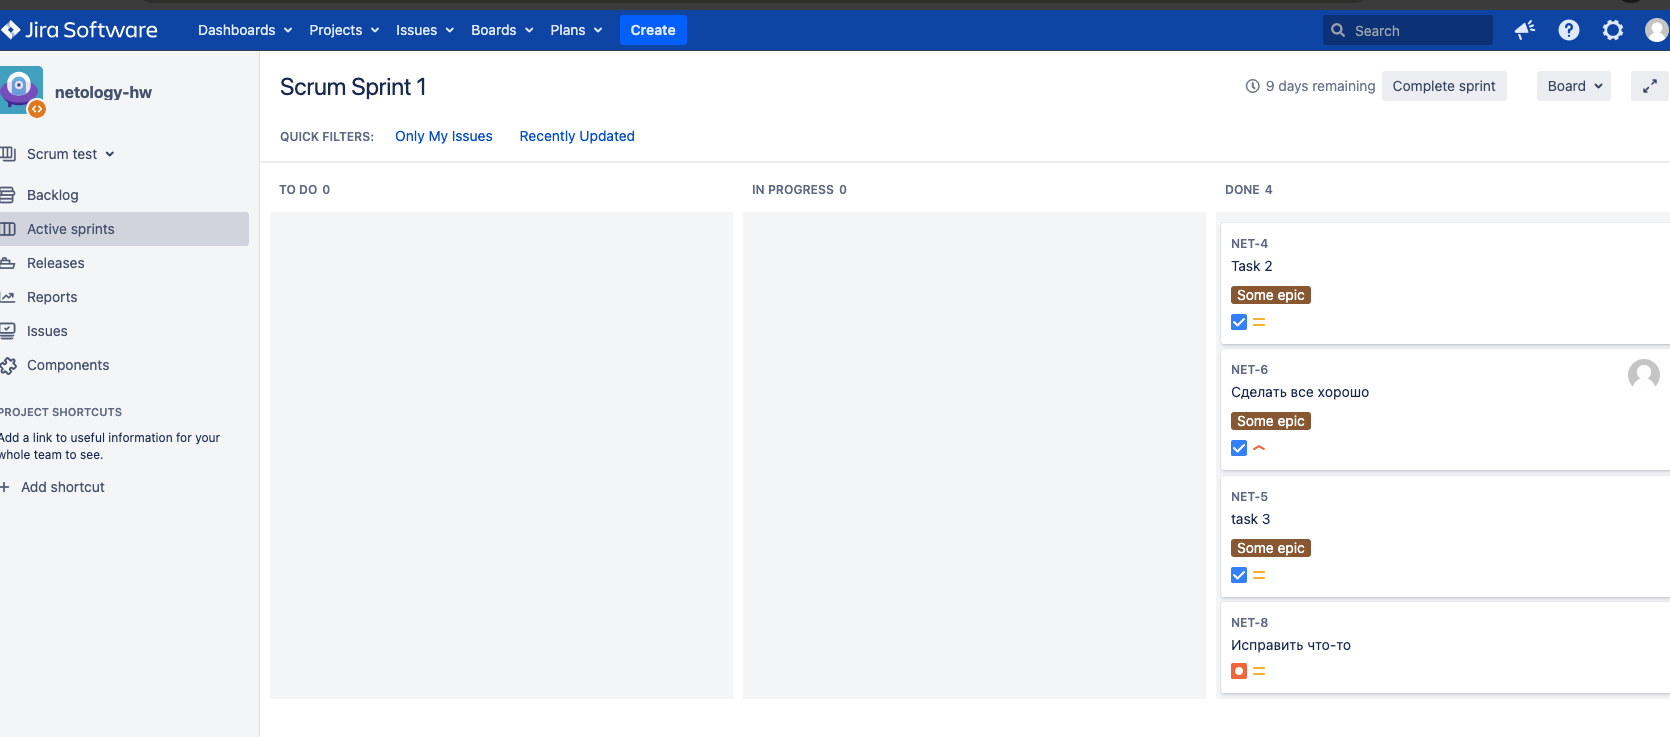 Jira Software
Dashboards
Projects
Issues
Boards
Plans
Create
Search
netology-hw
Scrum test
Backlog
Active sprints
Releases
Reports
Issues
Components
PROJECT SHORTCUTS
Add a link to useful information for your
whole team to see.
+ Add shortcut
Scrum Sprint 1
9 days remaining
Complete sprint
Board
QUICK FILTERS:
Only My Issues
Recently Updated
TO DO 0
IN PROGRESS 0
DONE 4
NET-4
Task 2
Some epic
NET-6
Сделать все хорошо
Some epic
NET-5
task 3
Some epic
NET-8
Исправить что-то